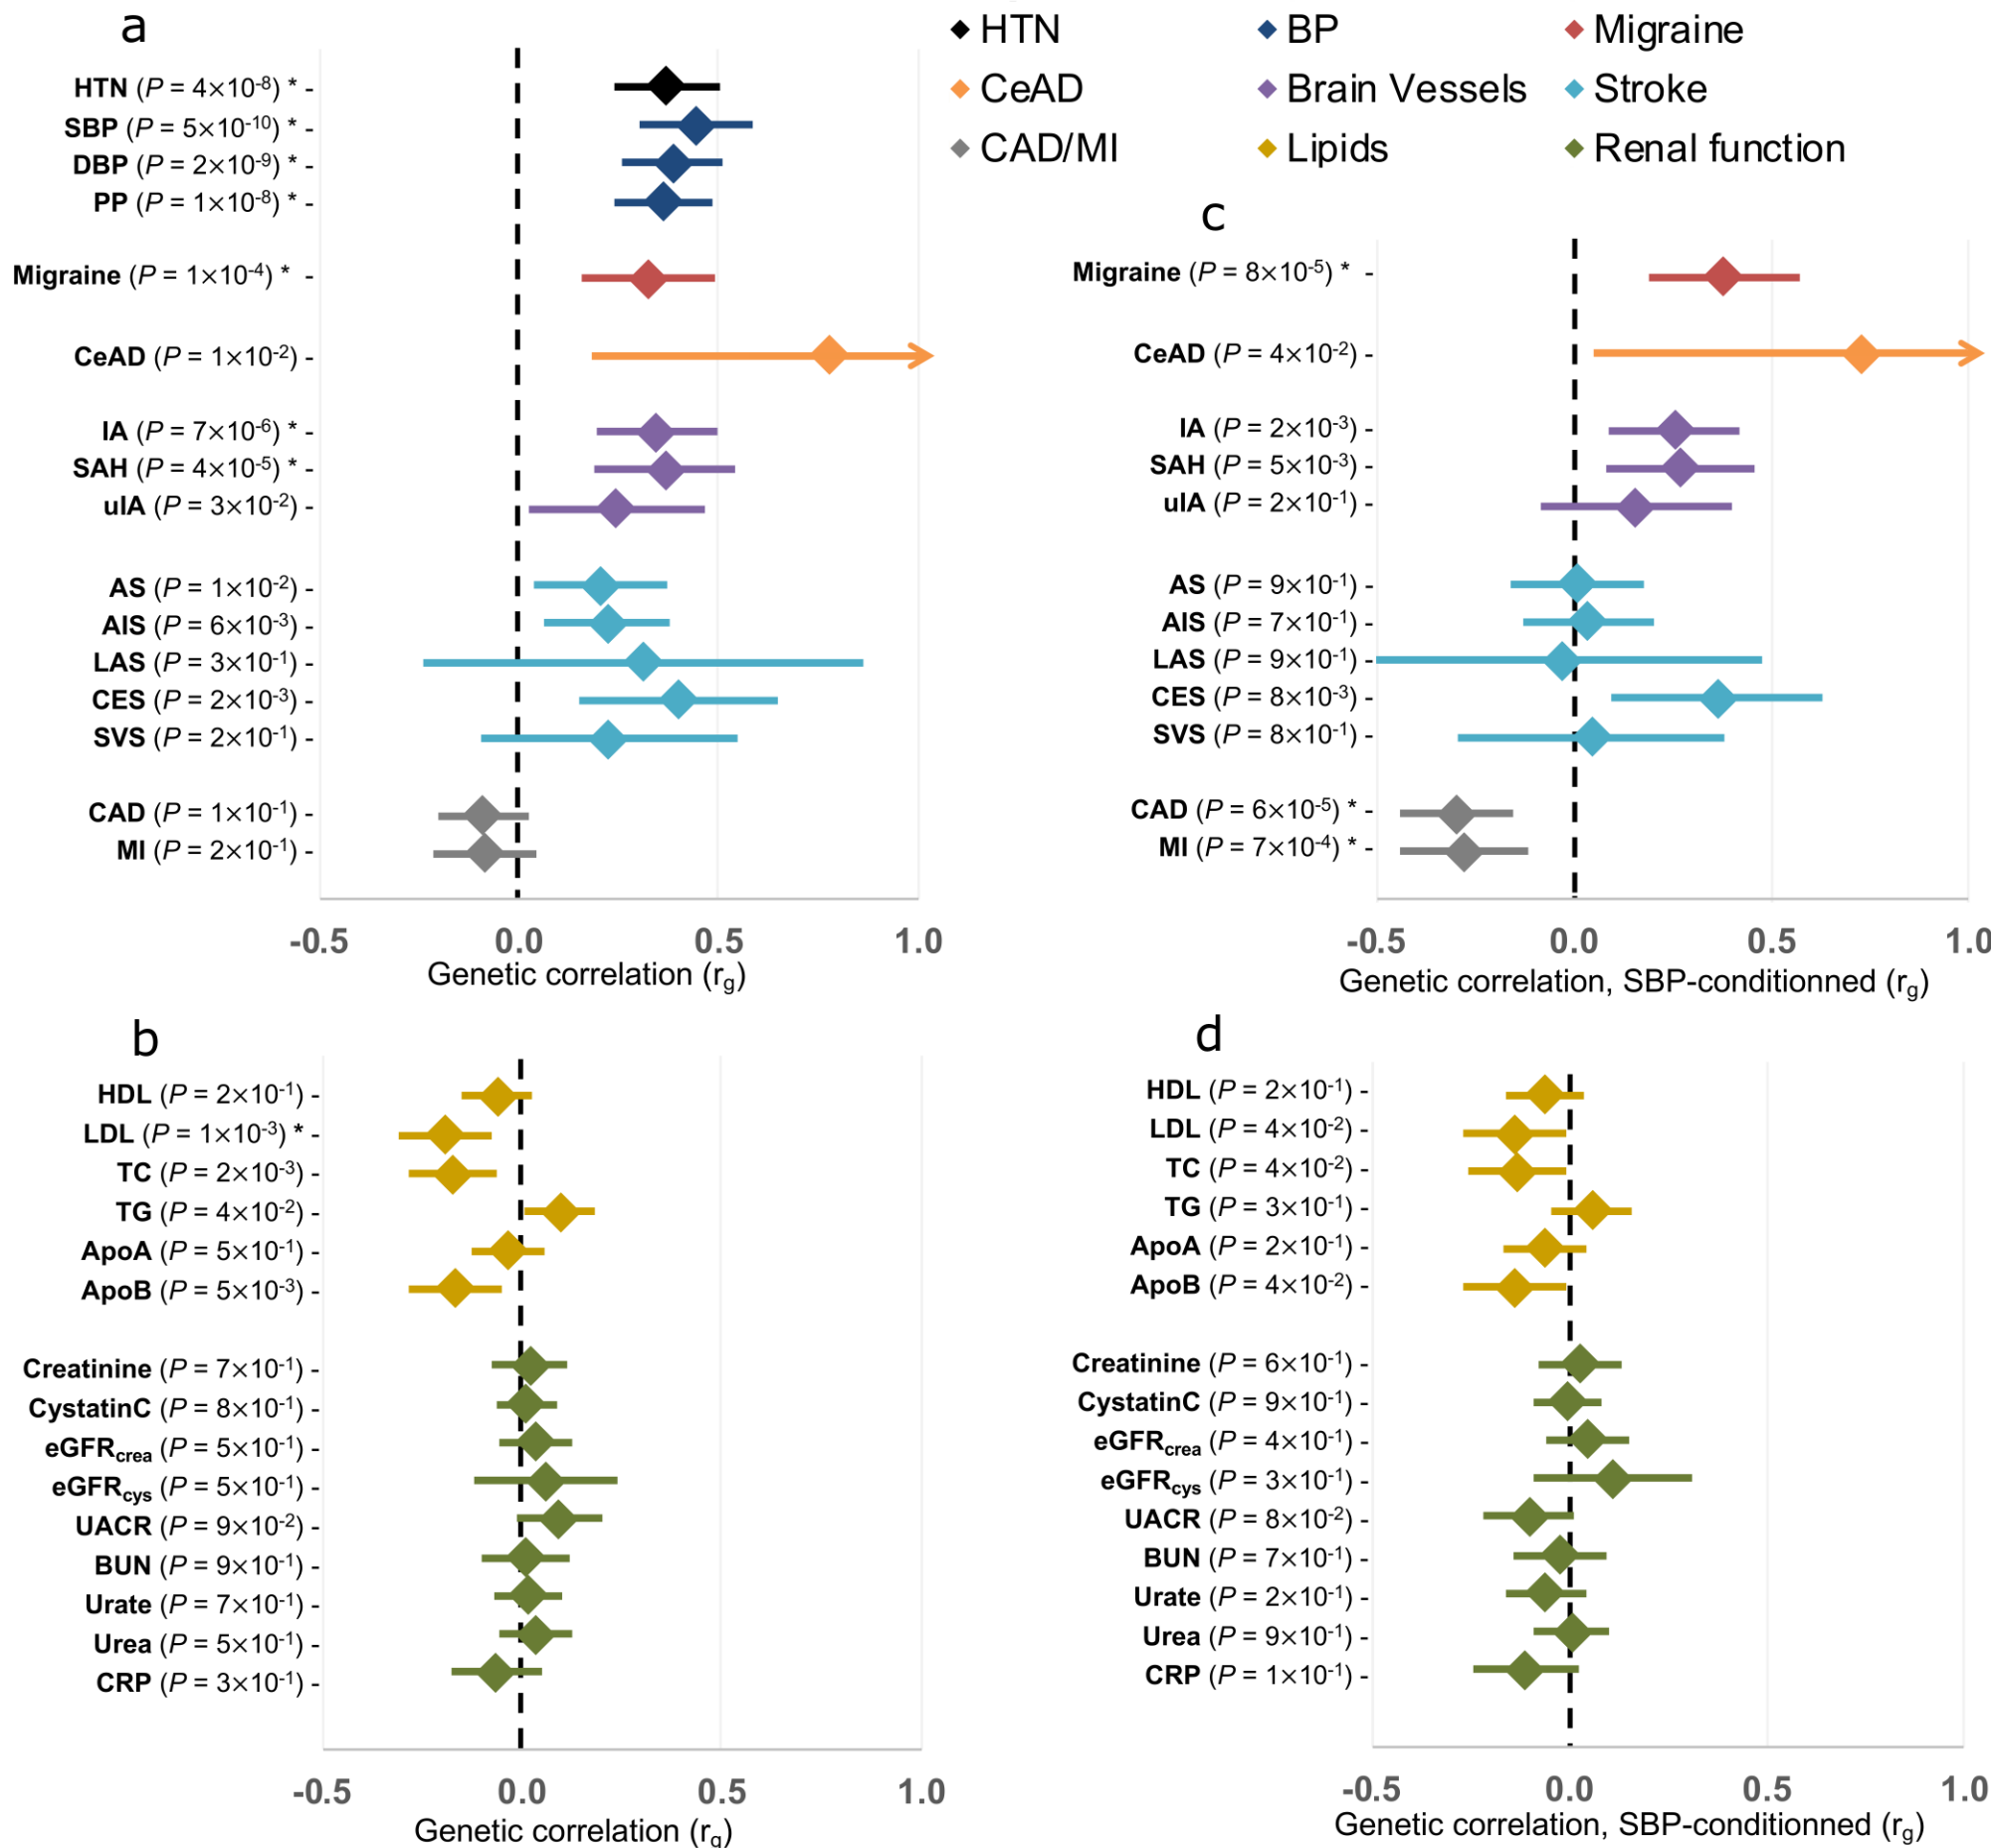 a
HTN (P = 4×10⁻⁸) * -
SBP (P = 5×10⁻¹⁰) * -
DBP (P = 2×10⁻⁹) * -
PP (P = 1×10⁻⁸) * -
Migraine (P = 1×10⁻⁴) * -
CeAD (P = 1×10⁻²) -
IA (P = 7×10⁻⁶) * -
SAH (P = 4×10⁻⁵) * -
uIA (P = 3×10⁻²) -
AS (P = 1×10⁻²) -
AIS (P = 6×10⁻³) -
LAS (P = 3×10⁻¹) -
CES (P = 2×10⁻³) -
SVS (P = 2×10⁻¹) -
CAD (P = 1×10⁻¹) -
MI (P = 2×10⁻¹) -
-0.5 0.0 0.5 1.0
Genetic correlation (rg)
HTN BP Migraine
CeAD Brain Vessels Stroke
CAD/MI Lipids Renal function
c
Migraine (P = 8×10⁻⁵) * -
CeAD (P = 4×10⁻²) -
IA (P = 2×10⁻³) -
SAH (P = 5×10⁻³) -
uIA (P = 2×10⁻¹) -
AS (P = 9×10⁻¹) -
AIS (P = 7×10⁻¹) -
LAS (P = 9×10⁻¹) -
CES (P = 8×10⁻³) -
SVS (P = 8×10⁻¹) -
CAD (P = 6×10⁻⁵) * -
MI (P = 7×10⁻⁴) * -
-0.5 0.0 0.5 1.0
Genetic correlation, SBP-conditionned (rg)
b
HDL (P = 2×10⁻¹) -
LDL (P = 1×10⁻³) * -
TC (P = 2×10⁻³) -
TG (P = 4×10⁻²) -
ApoA (P = 5×10⁻¹) -
ApoB (P = 5×10⁻³) -
Creatinine (P = 7×10⁻¹) -
CystatinC (P = 8×10⁻¹) -
eGFRcrea (P = 5×10⁻¹) -
eGFRcys (P = 5×10⁻¹) -
UACR (P = 9×10⁻²) -
BUN (P = 9×10⁻¹) -
Urate (P = 7×10⁻¹) -
Urea (P = 5×10⁻¹) -
CRP (P = 3×10⁻¹) -
-0.5 0.0 0.5 1.0
Genetic correlation (rg)
d
HDL (P = 2×10⁻¹) -
LDL (P = 4×10⁻²) -
TC (P = 4×10⁻²) -
TG (P = 3×10⁻¹) -
ApoA (P = 2×10⁻¹) -
ApoB (P = 4×10⁻²) -
Creatinine (P = 6×10⁻¹) -
CystatinC (P = 9×10⁻¹) -
eGFRcrea (P = 4×10⁻¹) -
eGFRcys (P = 3×10⁻¹) -
UACR (P = 8×10⁻²) -
BUN (P = 7×10⁻¹) -
Urate (P = 2×10⁻¹) -
Urea (P = 9×10⁻¹) -
CRP (P = 1×10⁻¹) -
-0.5 0.0 0.5 1.0
Genetic correlation, SBP-conditionned (rg)